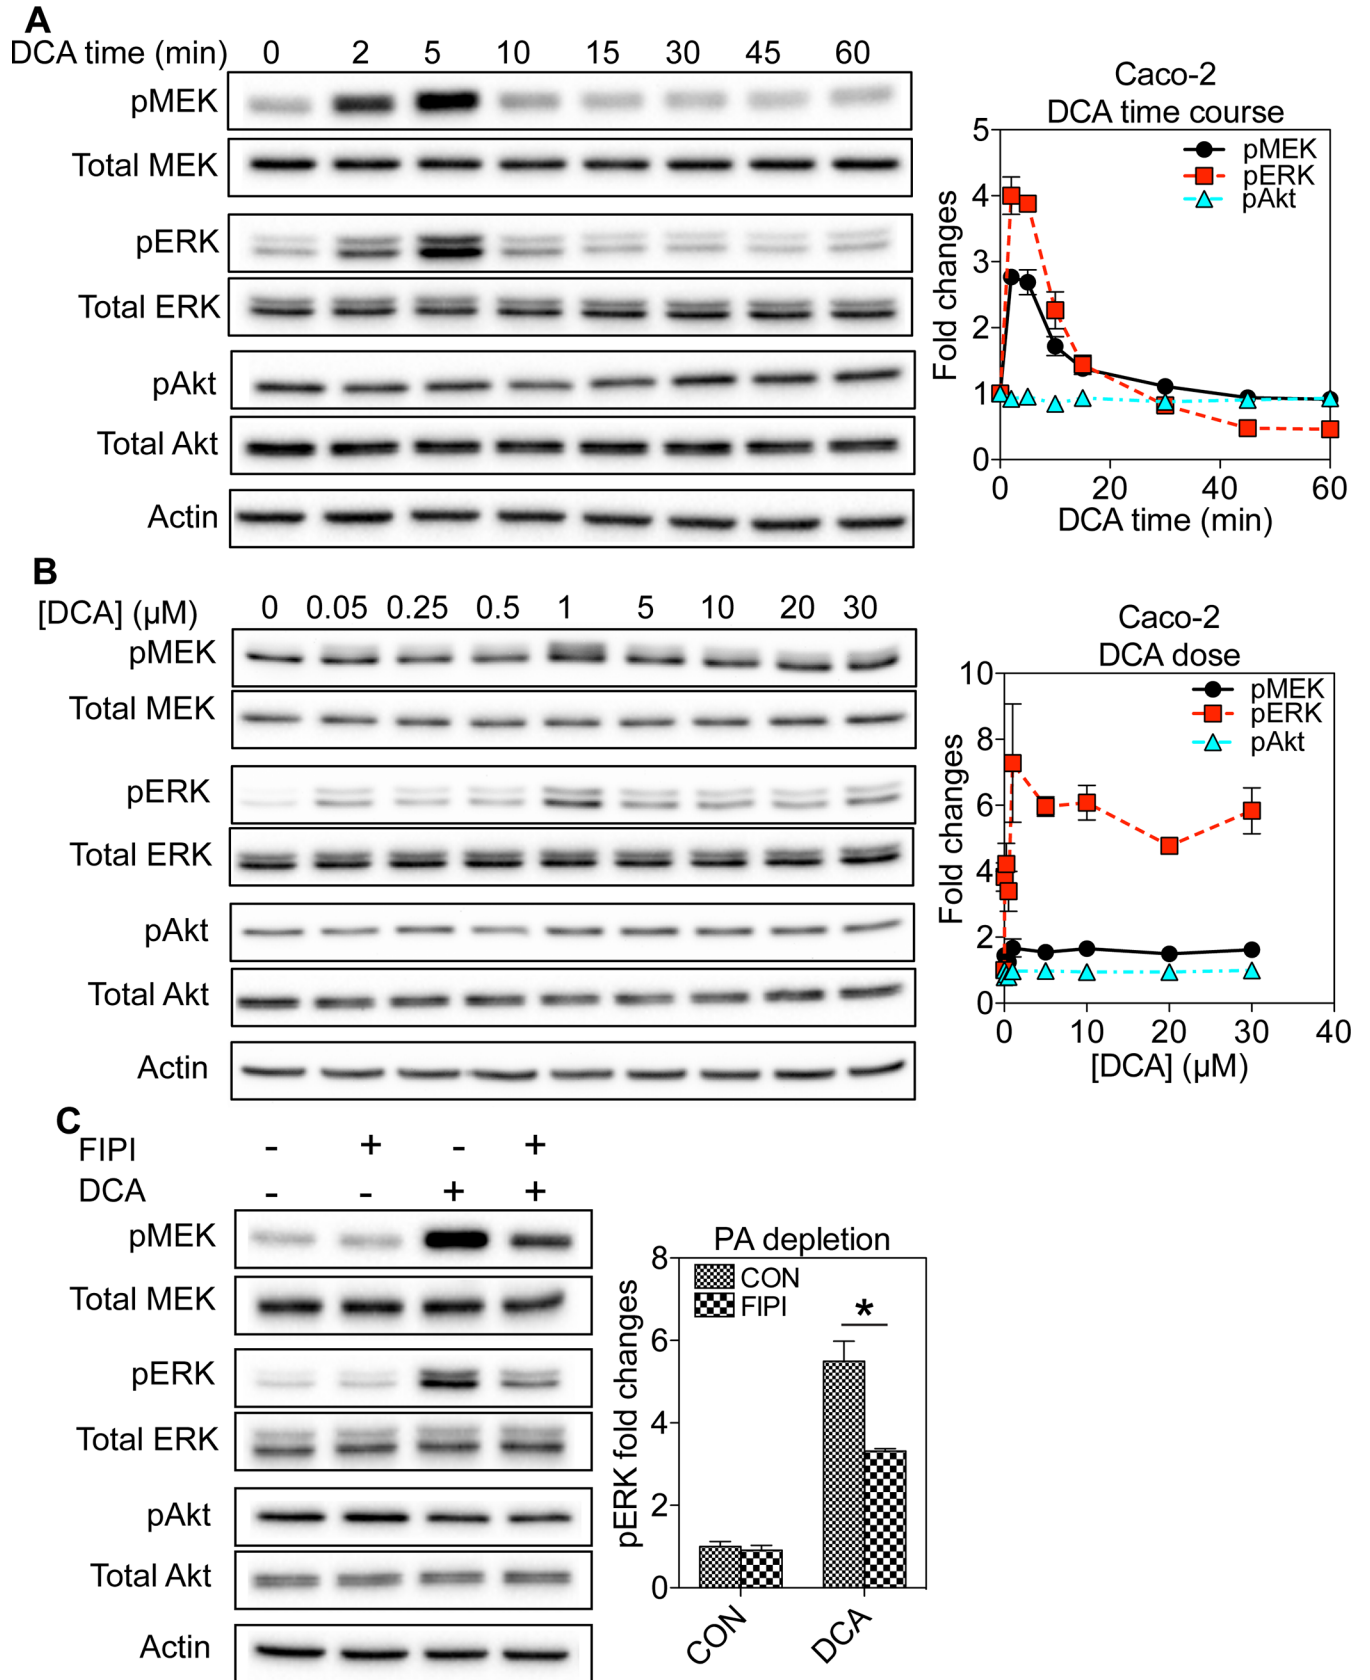 A
DCA time (min) 0 2 5 10 15 30 45 60
pMEK
Total MEK
pERK
Total ERK
pAkt
Total Akt
Actin
Caco-2
DCA time course
pMEK
pERK
pAkt
Fold changes
5
4
3
2
1
0
0 20 40 60
DCA time (min)
B
[DCA] (µM) 0 0.05 0.25 0.5 1 5 10 20 30
pMEK
Total MEK
pERK
Total ERK
pAkt
Total Akt
Actin
Caco-2
DCA dose
pMEK
pERK
pAkt
Fold changes
10
8
6
4
2
0
0 10 20 30 40
[DCA] (µM)
C
FIPI - + - +
DCA - - + +
pMEK
Total MEK
pERK
Total ERK
pAkt
Total Akt
Actin
PA depletion
CON
FIPI
*
pERK fold changes
8
6
4
2
0
CON DCA